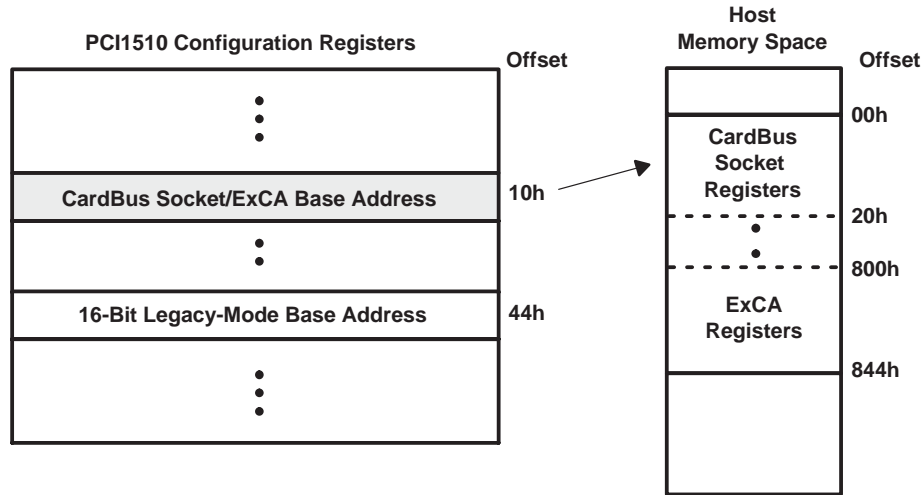 PCI1510 Configuration Registers
Offset
CardBus Socket/ExCA Base Address
10h
16-Bit Legacy-Mode Base Address
44h
Host
Memory Space
Offset
00h
CardBus
Socket
Registers
20h
800h
ExCA
Registers
844h